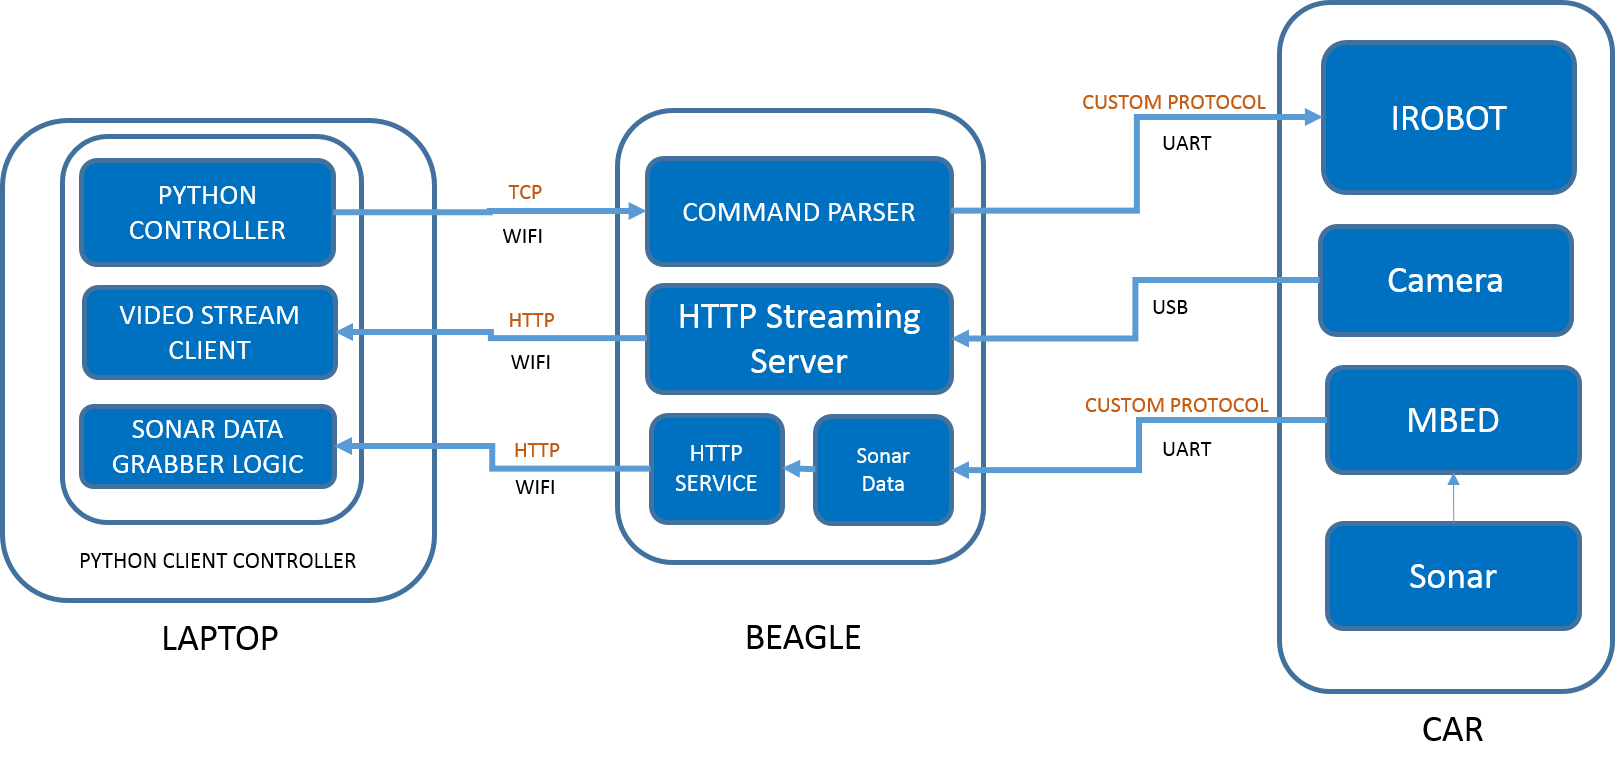 PYTHON
CONTROLLER
VIDEO STREAM
CLIENT
SONAR DATA
GRABBER LOGIC
PYTHON CLIENT CONTROLLER
LAPTOP
TCP
WIFI
HTTP
WIFI
HTTP
WIFI
COMMAND PARSER
HTTP Streaming
Server
HTTP
SERVICE
Sonar
Data
BEAGLE
CUSTOM PROTOCOL
UART
USB
CUSTOM PROTOCOL
UART
IROBOT
Camera
MBED
Sonar
CAR